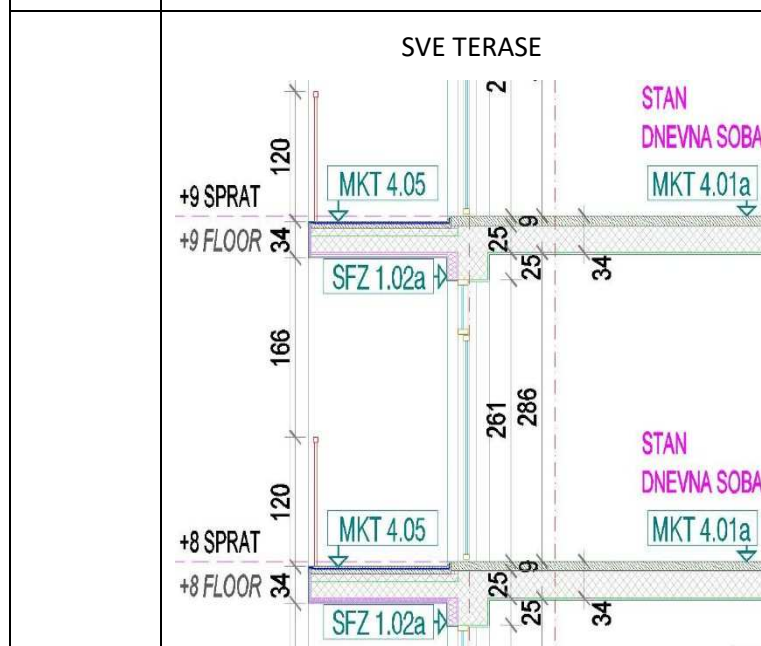 SVE TERASE
2
STAN
DNEVNA SOBA
120
MKT 4.05
MKT 4.01a
+9 SPRAT
9
+9 FLOOR
34
25
25
34
SFZ 1.02a
166
261
286
STAN
DNEVNA SOBA
120
MKT 4.05
MKT 4.01a
+8 SPRAT
9
+8 FLOOR
34
25
25
34
SFZ 1.02a